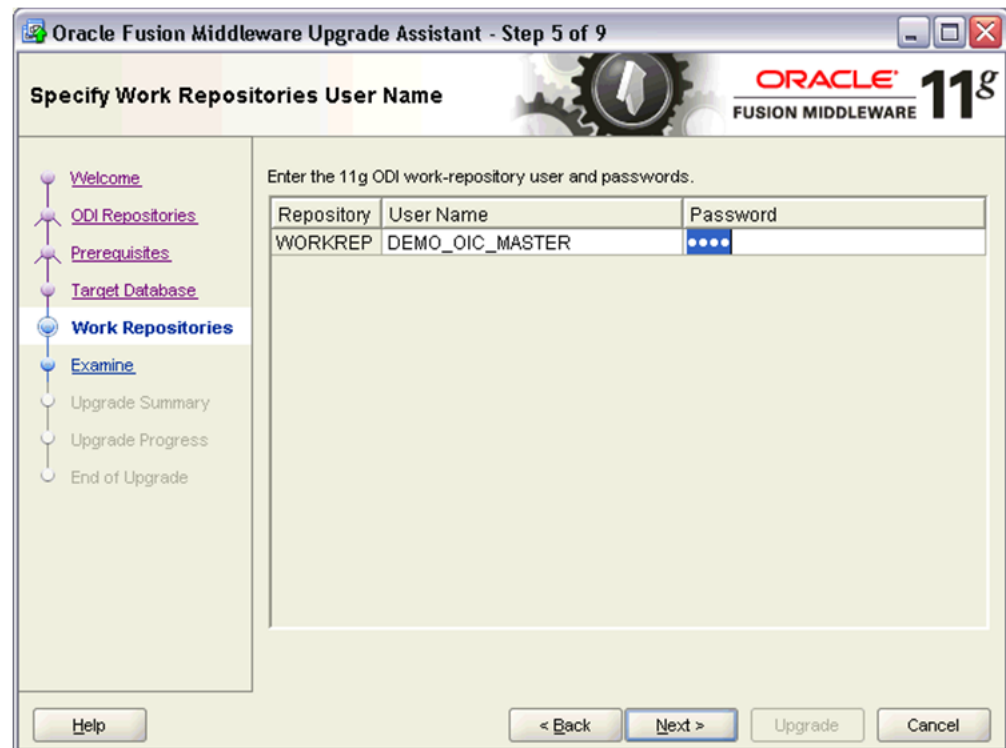 Oracle Fusion Middleware Upgrade Assistant - Step 5 of 9
Specify Work Repositories User Name
ORACLE®
FUSION MIDDLEWARE
11g
Welcome
ODI Repositories
Prerequisites
Target Database
Work Repositories
Examine
Upgrade Summary
Upgrade Progress
End of Upgrade
Enter the 11g ODI work-repository user and passwords.
Repository User Name Password
WORKREP DEMO_OIC_MASTER ••••
Help < Back Next > Upgrade Cancel